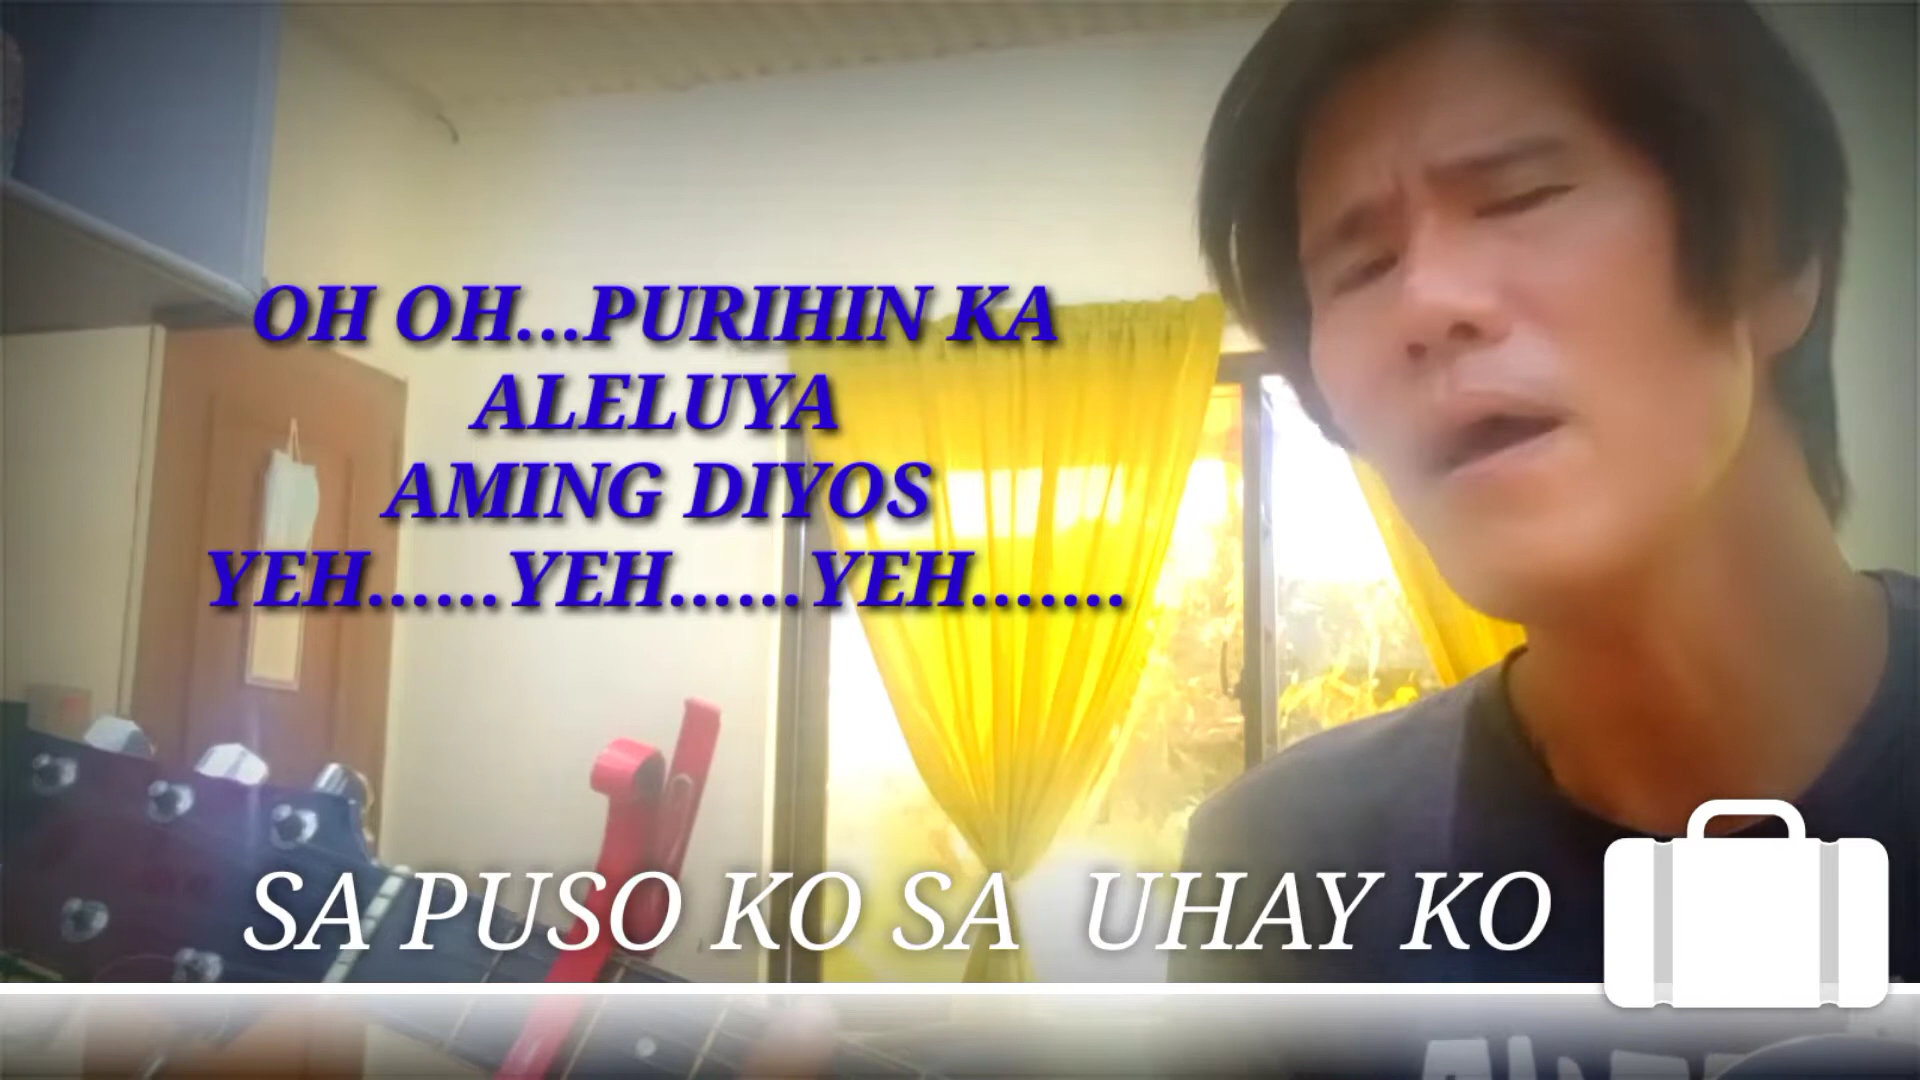 OH OH...PURIHIN KA
ALELUYA
AMING DIYOS
YEH......YEH......YEH.......
SA PUSO KO SA  UHAY KO